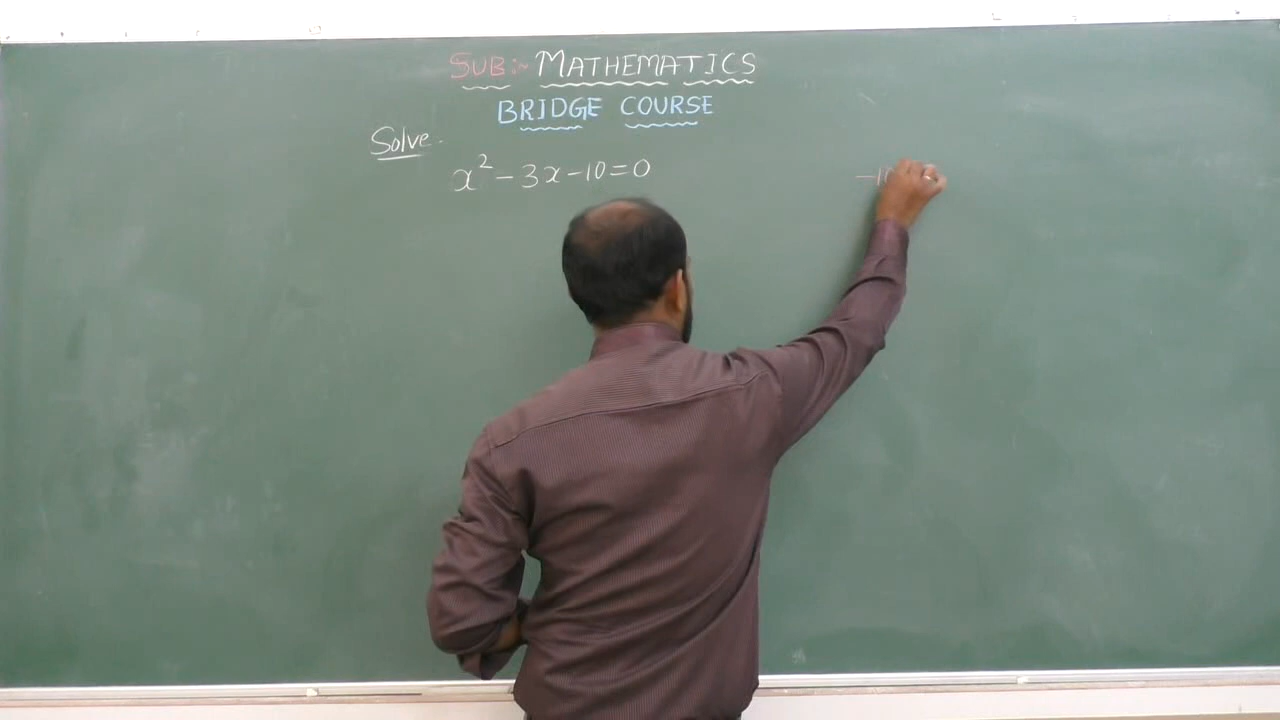 SUB:- MATHEMATICS
BRIDGE COURSE
Solve.
x² - 3x - 10 = 0